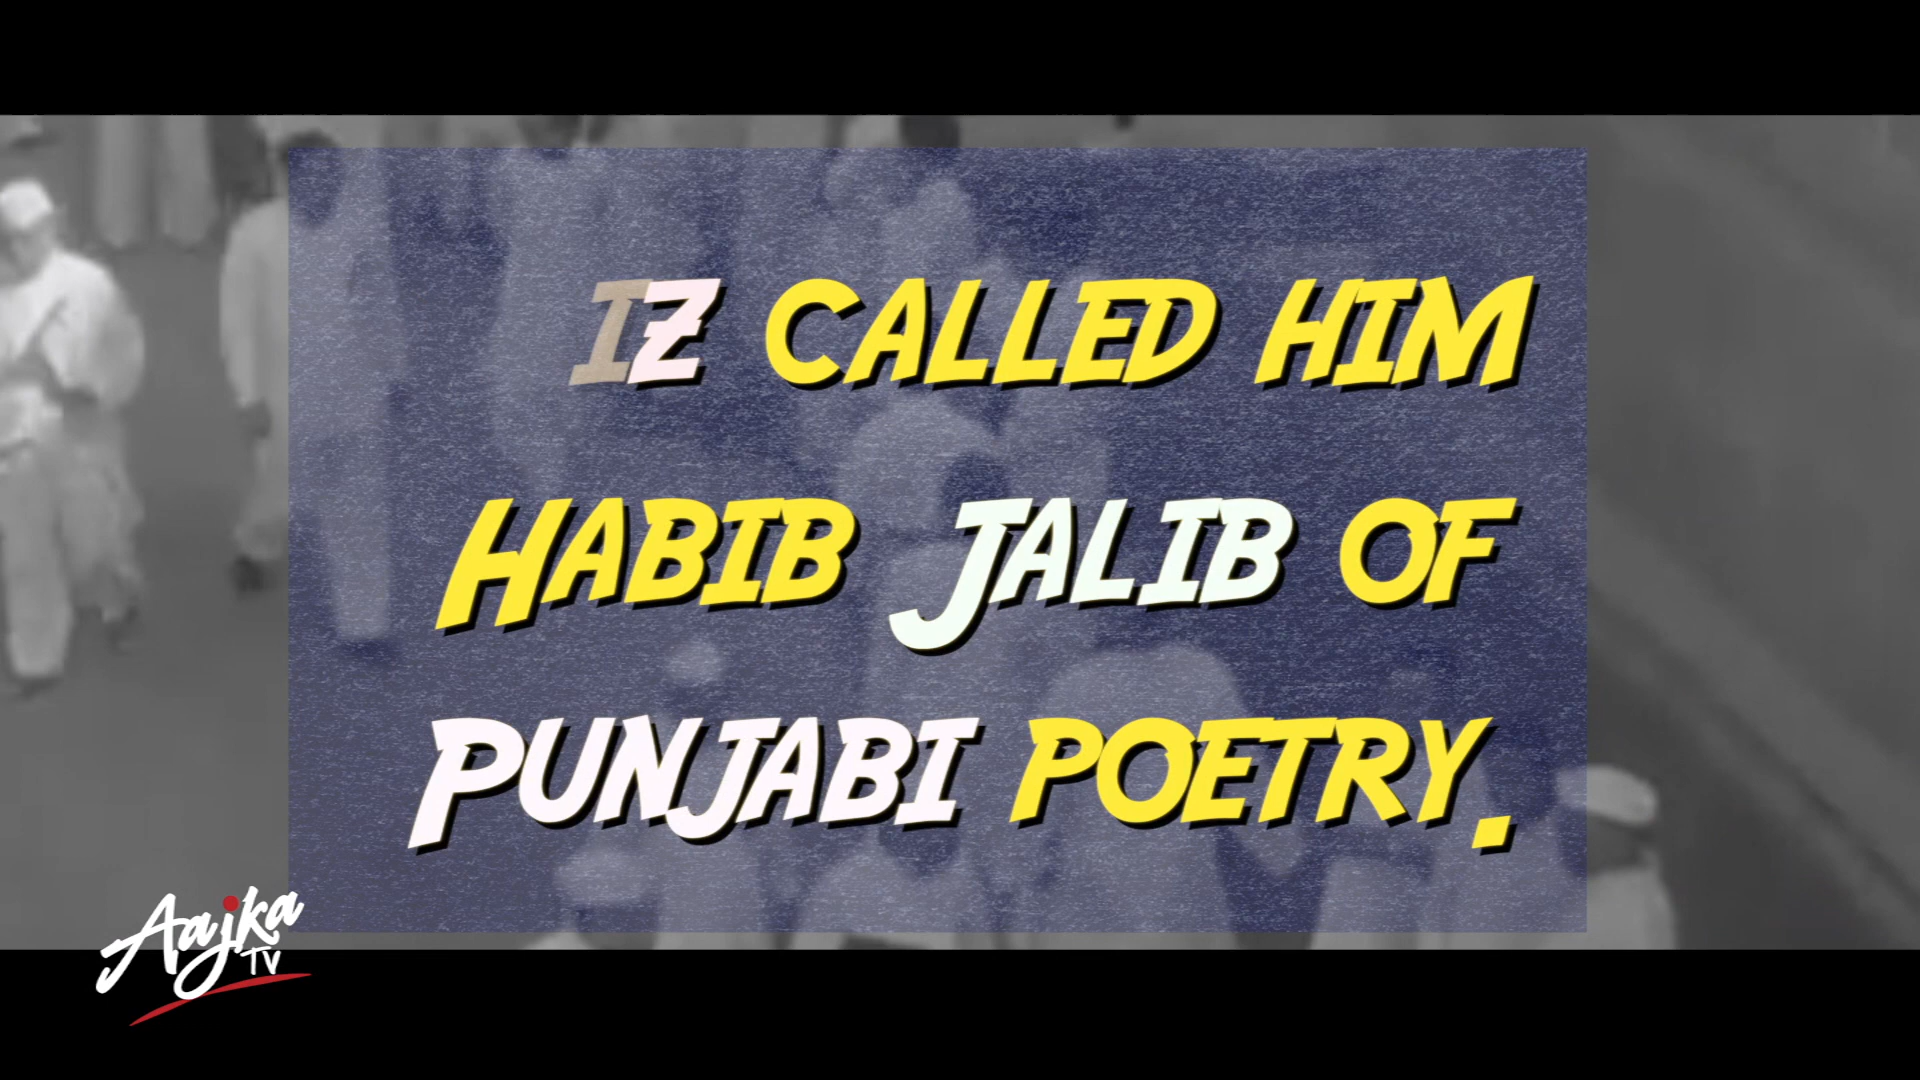 IZ CALLED HIM
HABIB JALIB OF
PUNJABI POETRY.
Aajka
TV